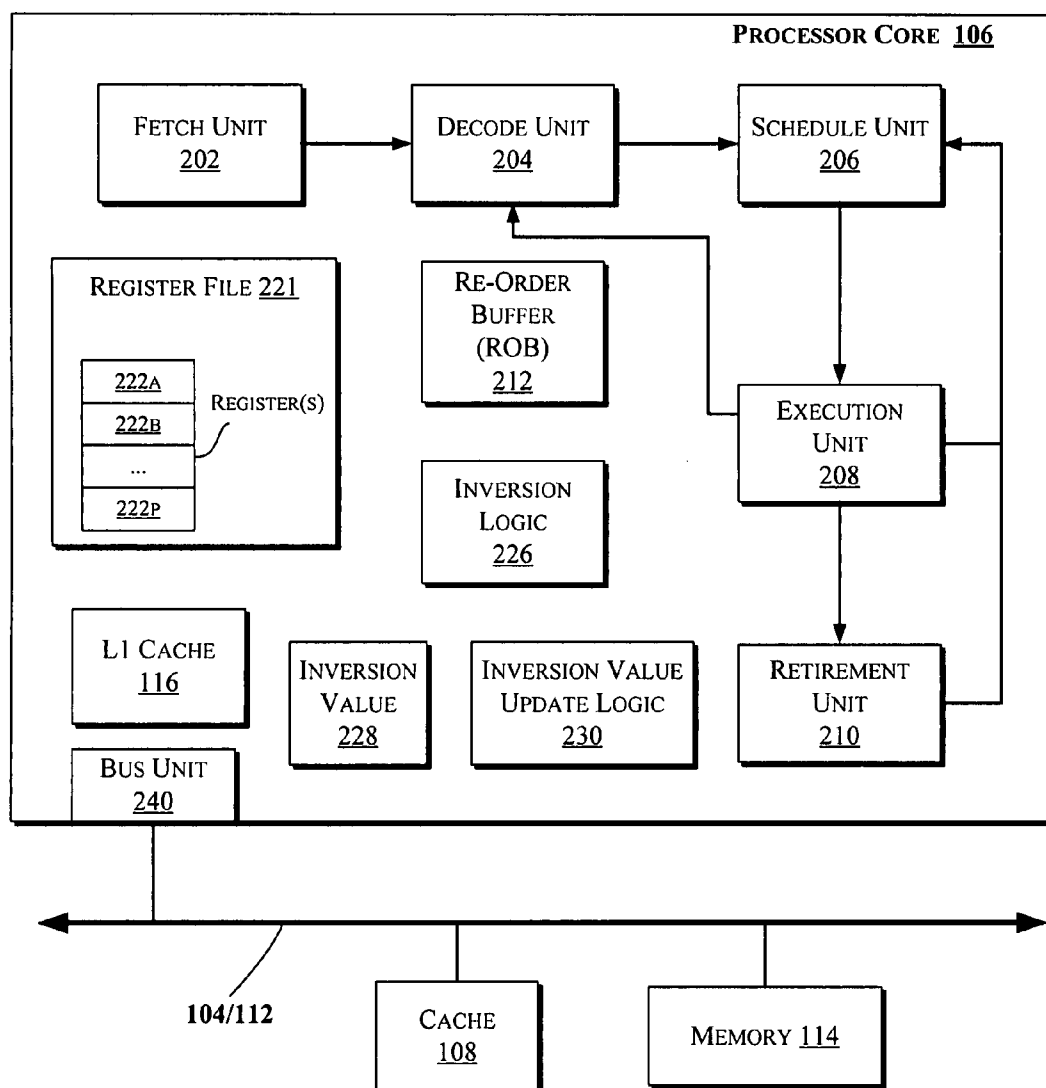 PROCESSOR CORE 106
FETCH UNIT
202
DECODE UNIT
204
SCHEDULE UNIT
206
REGISTER FILE 221
222A
222B
...
222P
REGISTER(S)
RE-ORDER
BUFFER
(ROB)
212
EXECUTION
UNIT
208
INVERSION
LOGIC
226
L1 CACHE
116
INVERSION
VALUE
228
INVERSION VALUE
UPDATE LOGIC
230
RETIREMENT
UNIT
210
BUS UNIT
240
104/112
CACHE
108
MEMORY 114